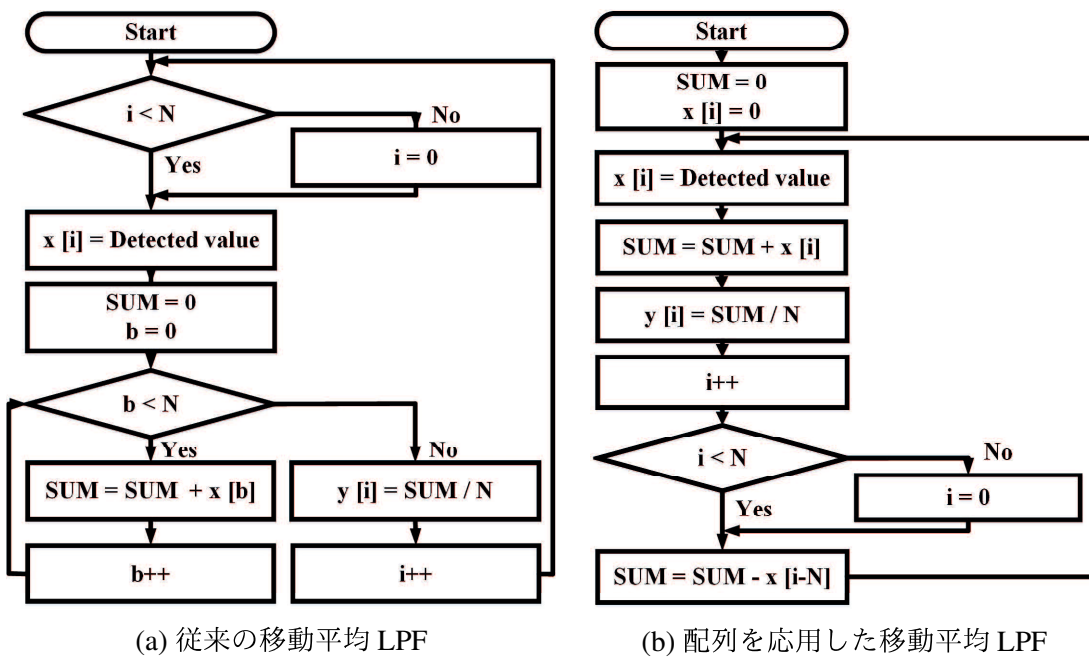 Start
i < N
No
i = 0
Yes
x [i] = Detected value
SUM = 0
b = 0
b < N
Yes
No
SUM = SUM + x [b]
y [i] = SUM / N
b++
i++
(a) 従来の移動平均 LPF
Start
SUM = 0
x [i] = 0
x [i] = Detected value
SUM = SUM + x [i]
y [i] = SUM / N
i++
i < N
No
i = 0
Yes
SUM = SUM - x [i-N]
(b) 配列を応用した移動平均 LPF